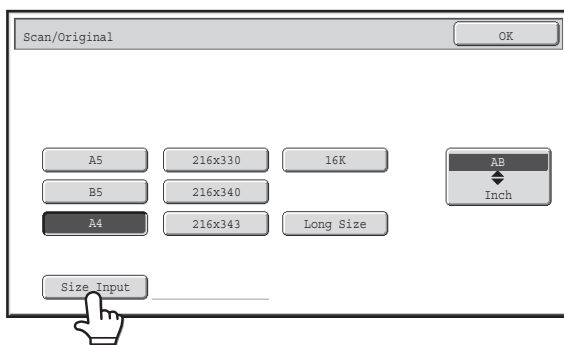 Scan/Original OK
A5 216x330 16K AB
B5 216x340 Inch
A4 216x343 Long Size
Size Input